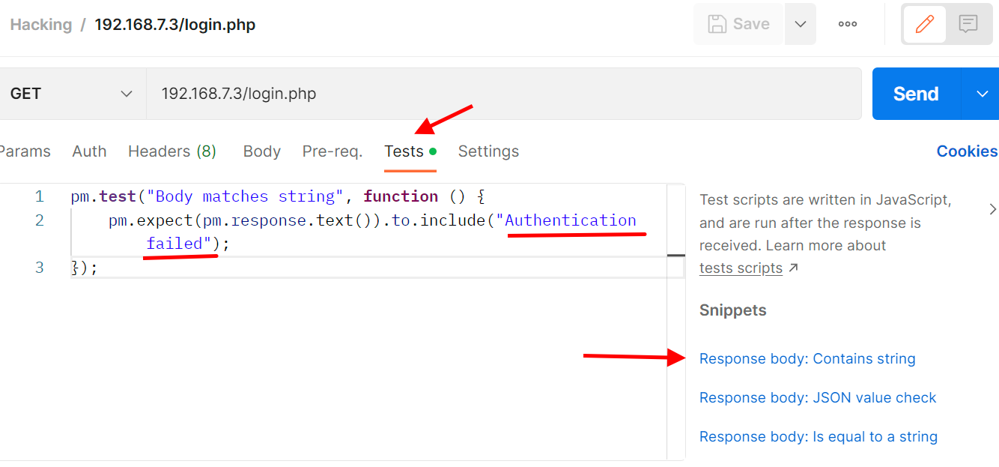 Hacking / 192.168.7.3/login.php
Save
GET
192.168.7.3/login.php
Send
Params Auth Headers (8) Body Pre-req. Tests Settings
Cookies
1 pm.test("Body matches string", function () {
2 pm.expect(pm.response.text()).to.include("Authentication
failed");
3 });
Test scripts are written in JavaScript,
and are run after the response is
received. Learn more about
tests scripts ↗
Snippets
Response body: Contains string
Response body: JSON value check
Response body: Is equal to a string